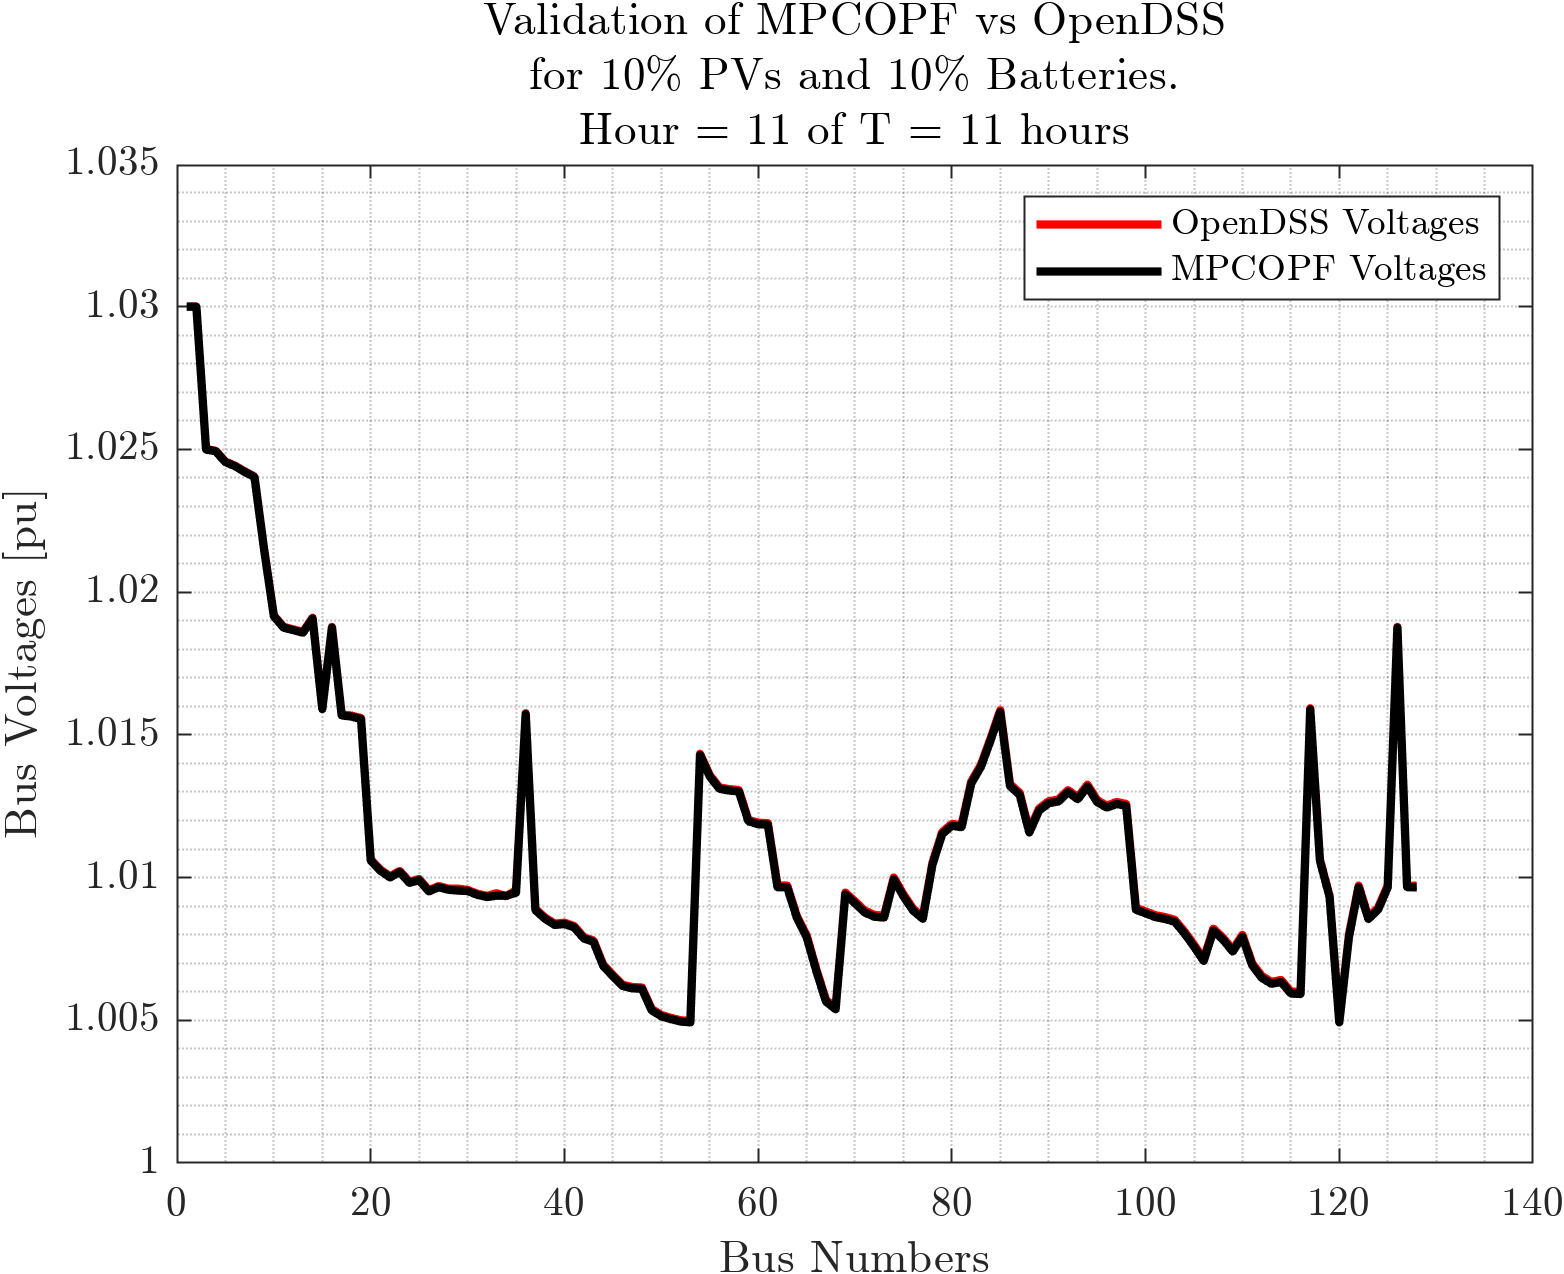 Validation of MPCOPF vs OpenDSS
for 10% PVs and 10% Batteries.
Hour = 11 of T = 11 hours
OpenDSS Voltages
MPCOPF Voltages
Bus Voltages [pu]
1.035
1.03
1.025
1.02
1.015
1.01
1.005
1
0 20 40 60 80 100 120 140
Bus Numbers